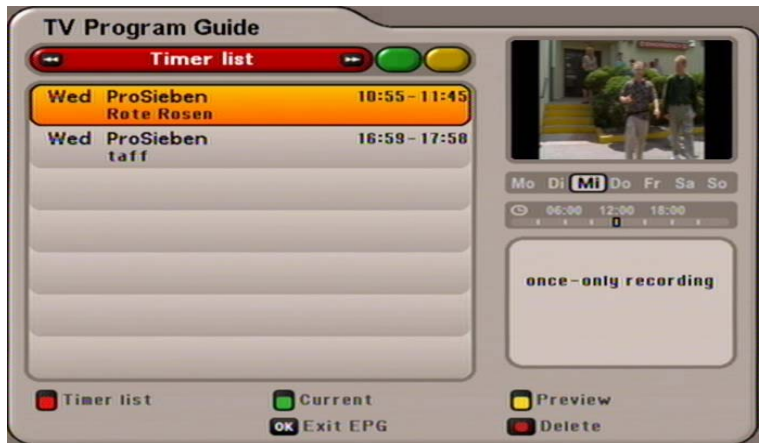 TV Program Guide
Timer list
Wed ProSieben 10:55-11:45
Rote Rosen
Wed ProSieben 16:59-17:58
taff
Mo Di Mi Do Fr Sa So
06:00 12:00 18:00
once-only recording
Timer list Current Preview
OK Exit EPG Delete